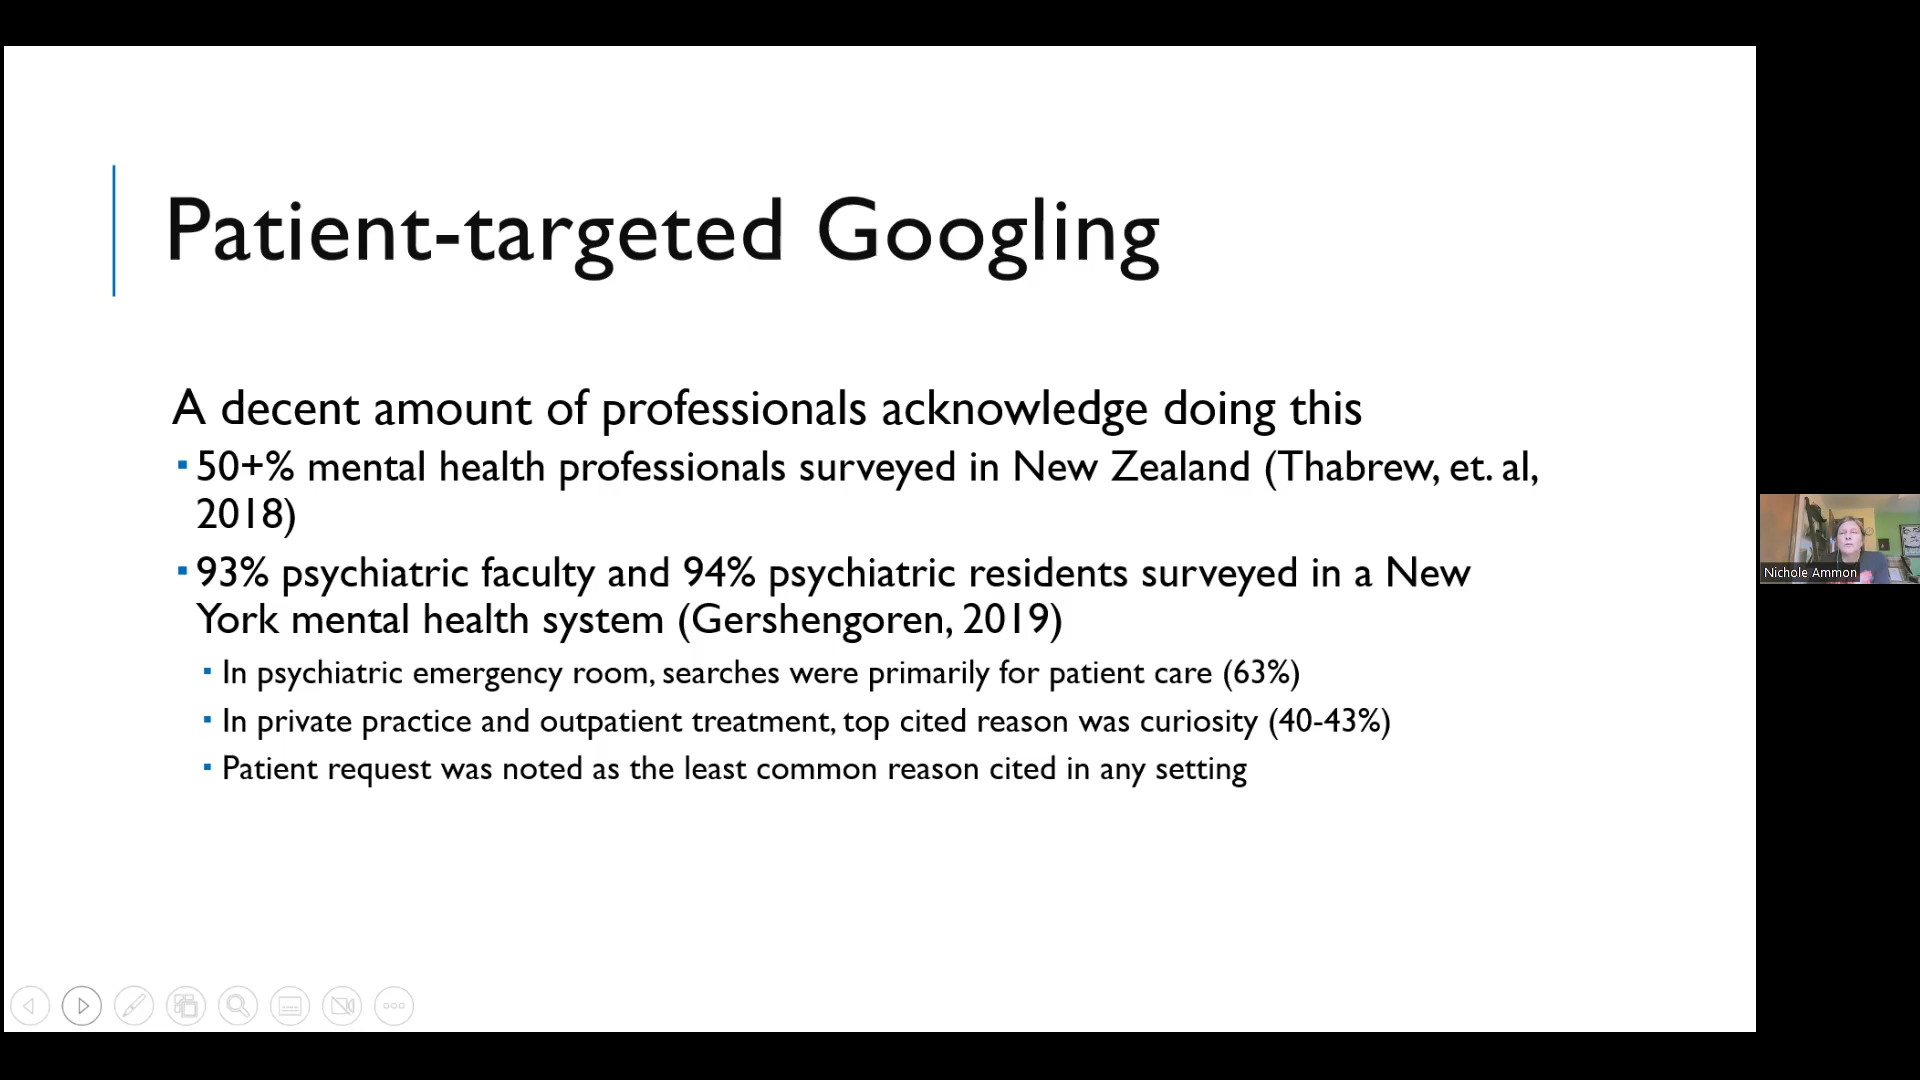 Patient-targeted Googling
A decent amount of professionals acknowledge doing this
50+% mental health professionals surveyed in New Zealand (Thabrew, et. al,
2018)
93% psychiatric faculty and 94% psychiatric residents surveyed in a New
York mental health system (Gershengoren, 2019)
In psychiatric emergency room, searches were primarily for patient care (63%)
In private practice and outpatient treatment, top cited reason was curiosity (40-43%)
Patient request was noted as the least common reason cited in any setting
Nichole Ammon